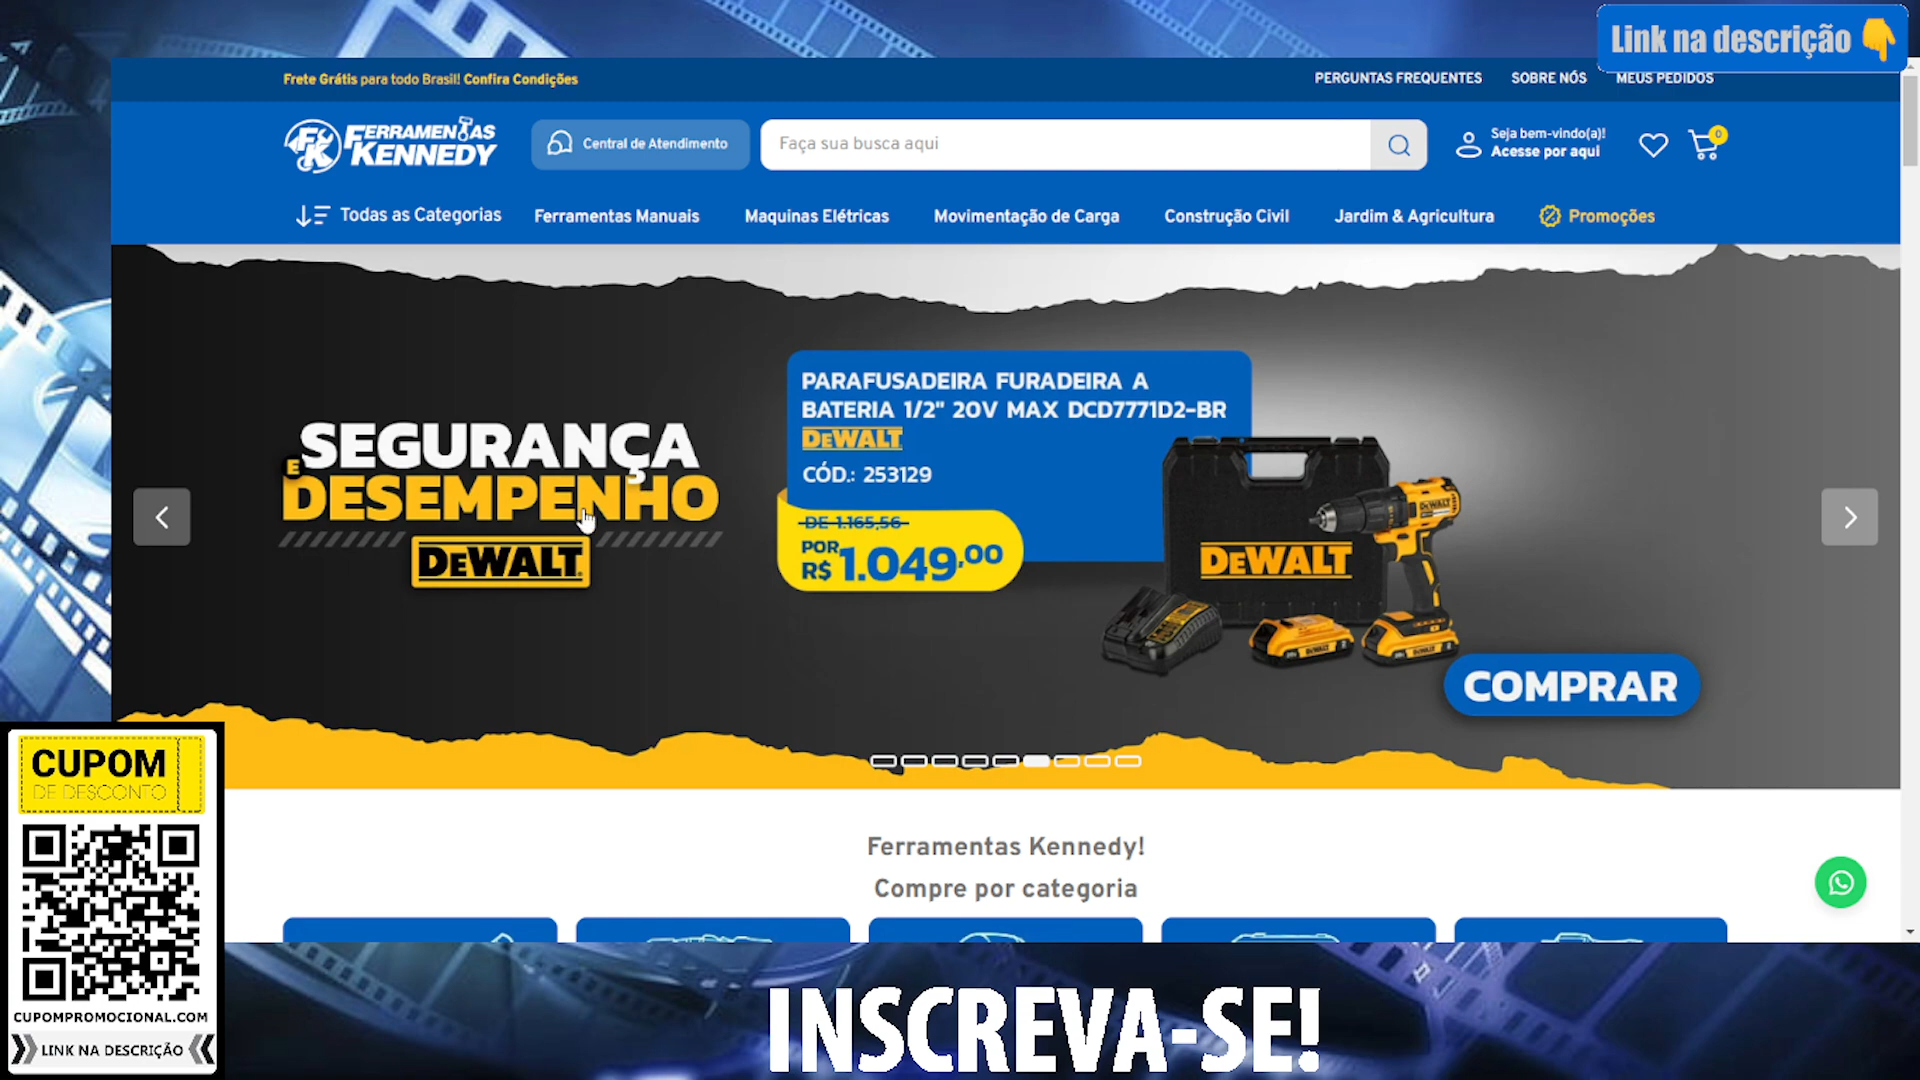 Link na descrição
Frete Grátis para todo Brasil! Confira Condições
PERGUNTAS FREQUENTES
SOBRE NÓS
MEUS PEDIDOS
FK FERRAMENTAS
KENNEDY
Central de Atendimento
Faça sua busca aqui
Seja bem-vindo(a)!
Acesse por aqui
0
Todas as Categorias
Ferramentas Manuais
Maquinas Elétricas
Movimentação de Carga
Construção Civil
Jardim & Agricultura
Promoções
SEGURANÇA
E
DESEMPENHO
DEWALT
PARAFUSADEIRA FURADEIRA A
BATERIA 1/2" 20V MAX DCD7771D2-BR
DEWALT
CÓD.: 253129
DE 1.165,56
POR
R$ 1.049,00
DEWALT
DEWALT
DEWALT
DEWALT
COMPRAR
CUPOM
DE DESCONTO
CUPOMPROMOCIONAL.COM
LINK NA DESCRIÇÃO
Ferramentas Kennedy!
Compre por categoria
INSCREVA-SE!